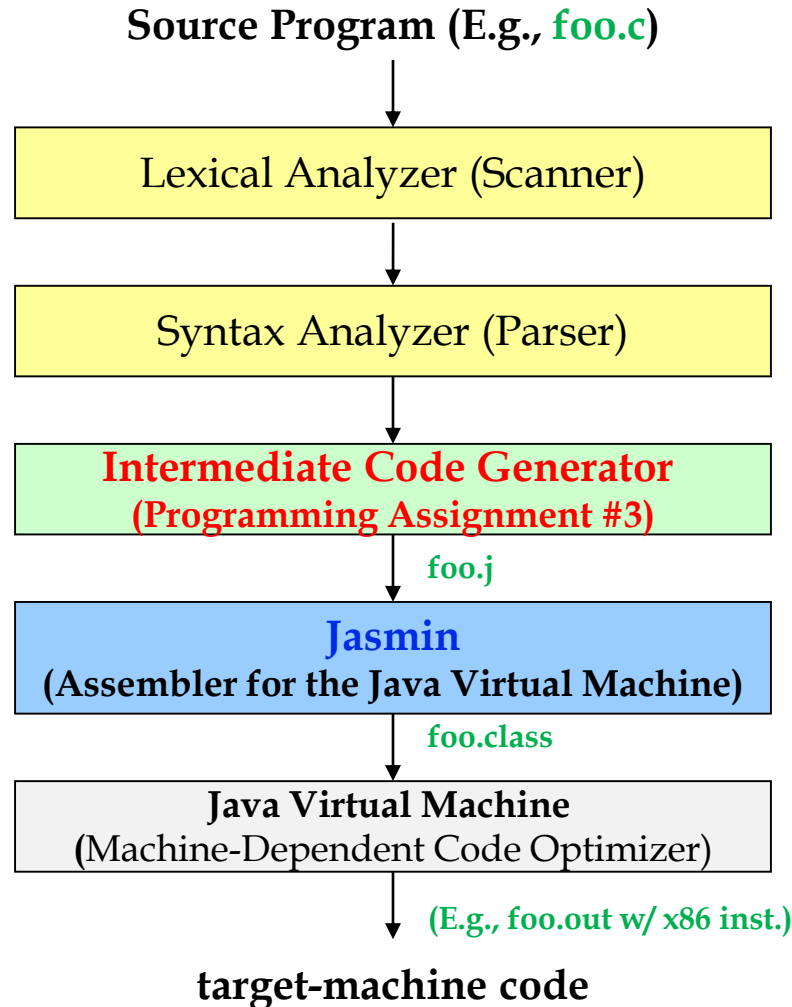 Source Program (E.g., foo.c)
Lexical Analyzer (Scanner)
Syntax Analyzer (Parser)
Intermediate Code Generator
(Programming Assignment #3)
foo.j
Jasmin
(Assembler for the Java Virtual Machine)
foo.class
Java Virtual Machine
(Machine-Dependent Code Optimizer)
(E.g., foo.out w/ x86 inst.)
target-machine code